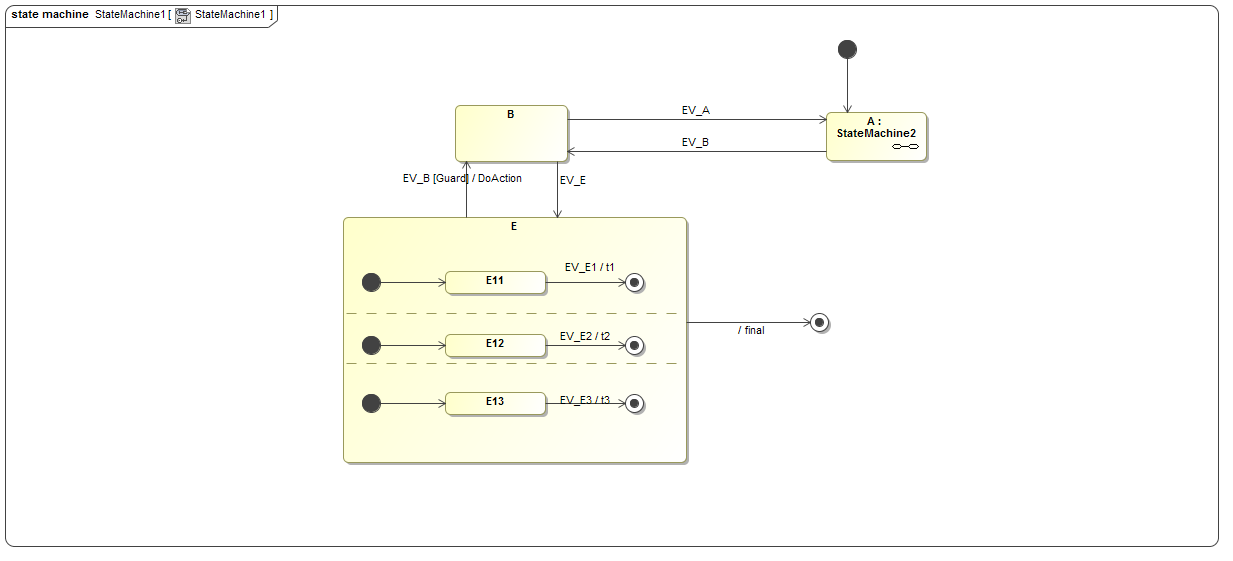 state machine StateMachine1 [ StateMachine1 ]
EV_A
B
A :
StateMachine2
EV_B
EV_B [Guard] / DoAction
EV_E
E
EV_E1 / t1
E11
/ final
EV_E2 / t2
E12
EV_E3 / t3
E13